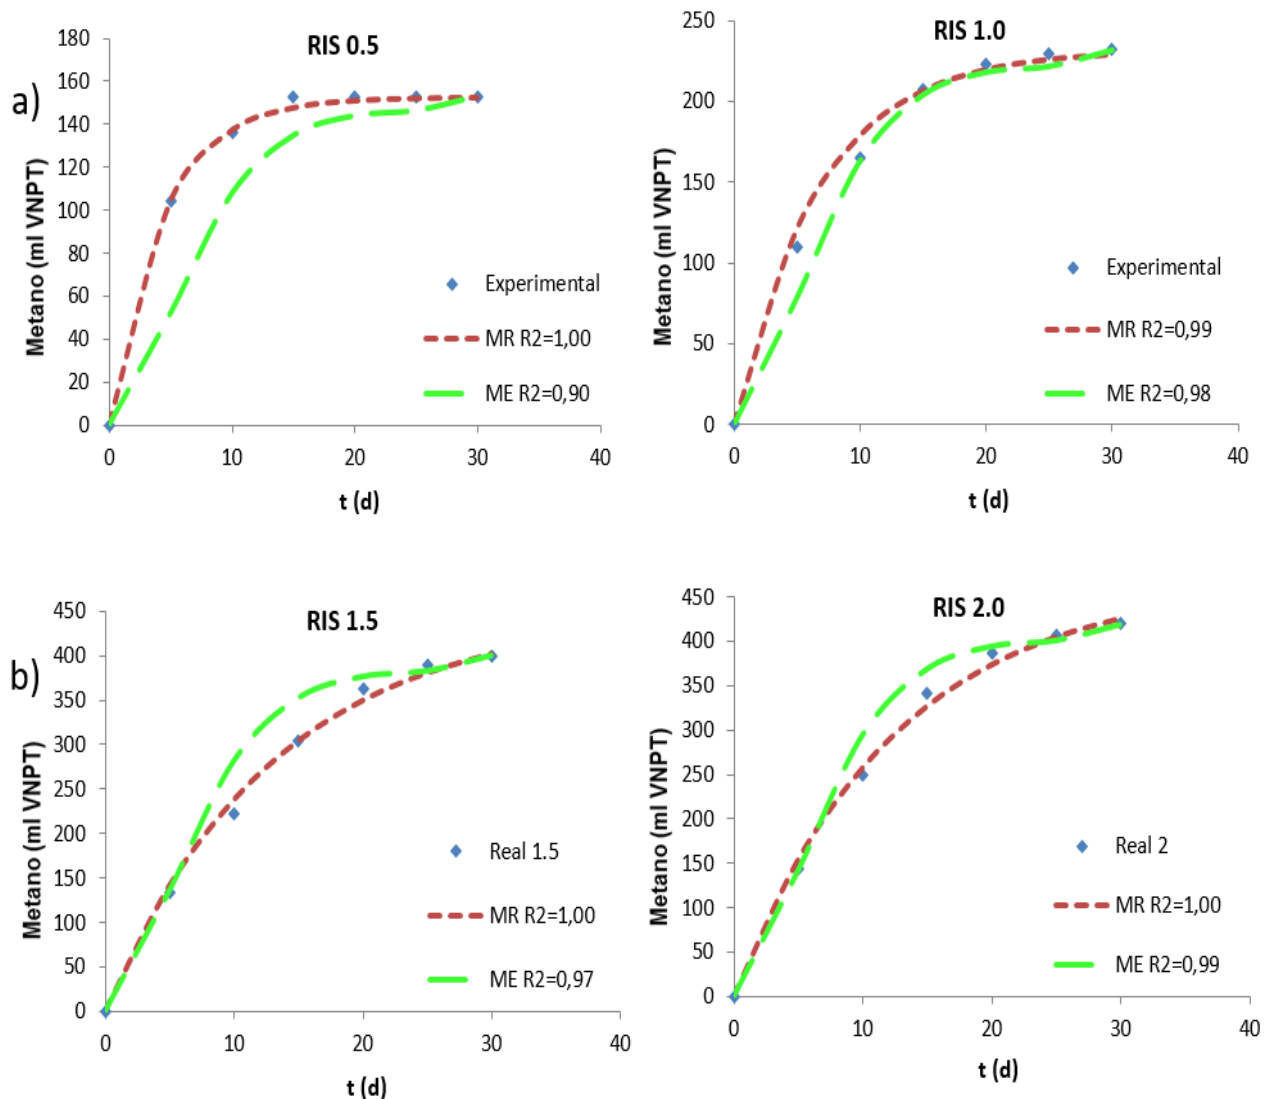 a)
RIS 0.5
Metano (ml VNPT)
180
160
140
120
100
80
60
40
20
0
0 10 20 30 40
t (d)
Experimental
MR R2=1,00
ME R2=0,90
RIS 1.0
Metano (ml VNPT)
250
200
150
100
50
0
0 10 20 30 40
t (d)
Experimental
MR R2=0,99
ME R2=0,98
b)
RIS 1.5
Metano (ml VNPT)
450
400
350
300
250
200
150
100
50
0
0 10 20 30 40
t (d)
Real 1.5
MR R2=1,00
ME R2=0,97
RIS 2.0
Metano (ml VNPT)
450
400
350
300
250
200
150
100
50
0
0 10 20 30 40
t (d)
Real 2
MR R2=1,00
ME R2=0,99